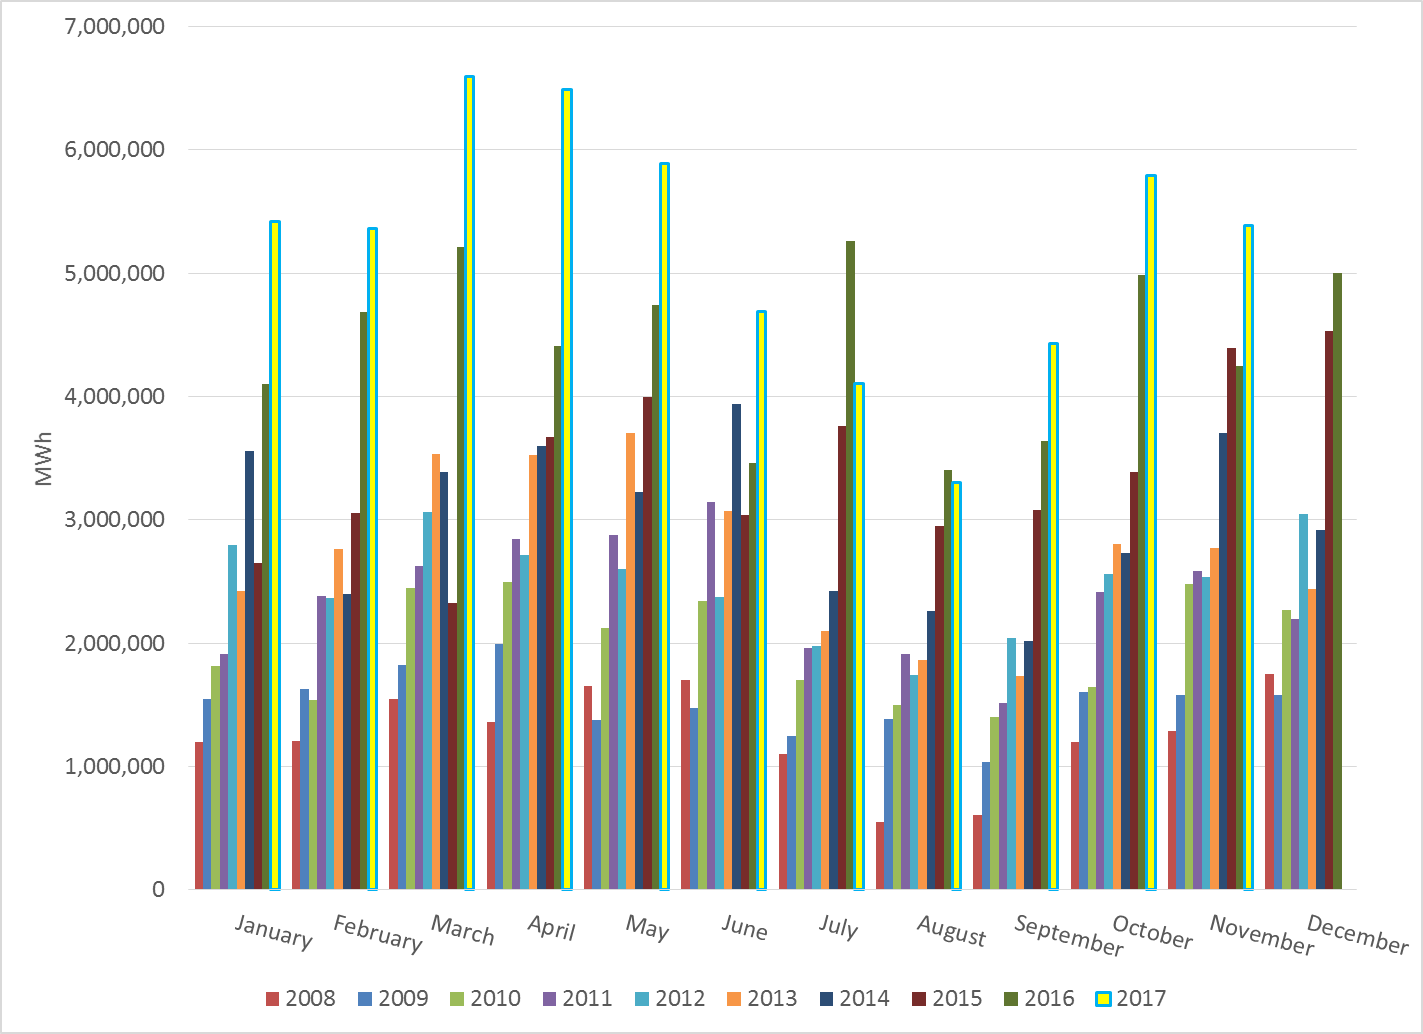 7,000,000
6,000,000
5,000,000
4,000,000
3,000,000
2,000,000
1,000,000
0
MWh
January February March April May June July August September October November December
2008 2009 2010 2011 2012 2013 2014 2015 2016 2017